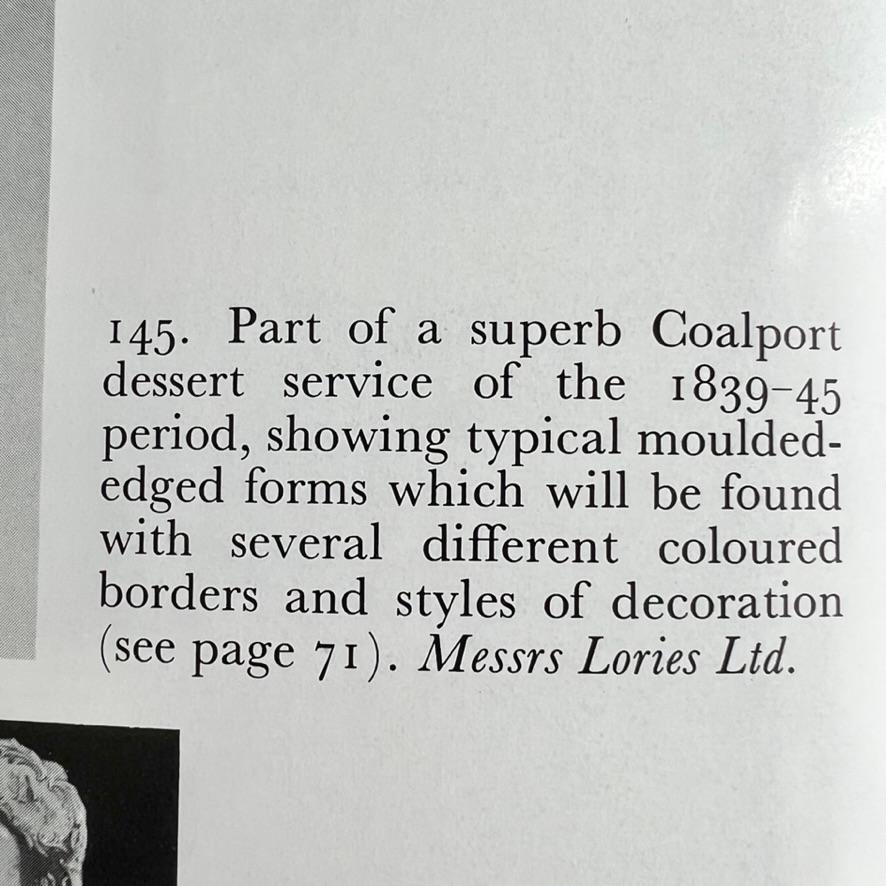 145. Part of a superb Coalport
dessert service of the 1839–45
period, showing typical moulded-
edged forms which will be found
with several different coloured
borders and styles of decoration
(see page 71). Messrs Lories Ltd.